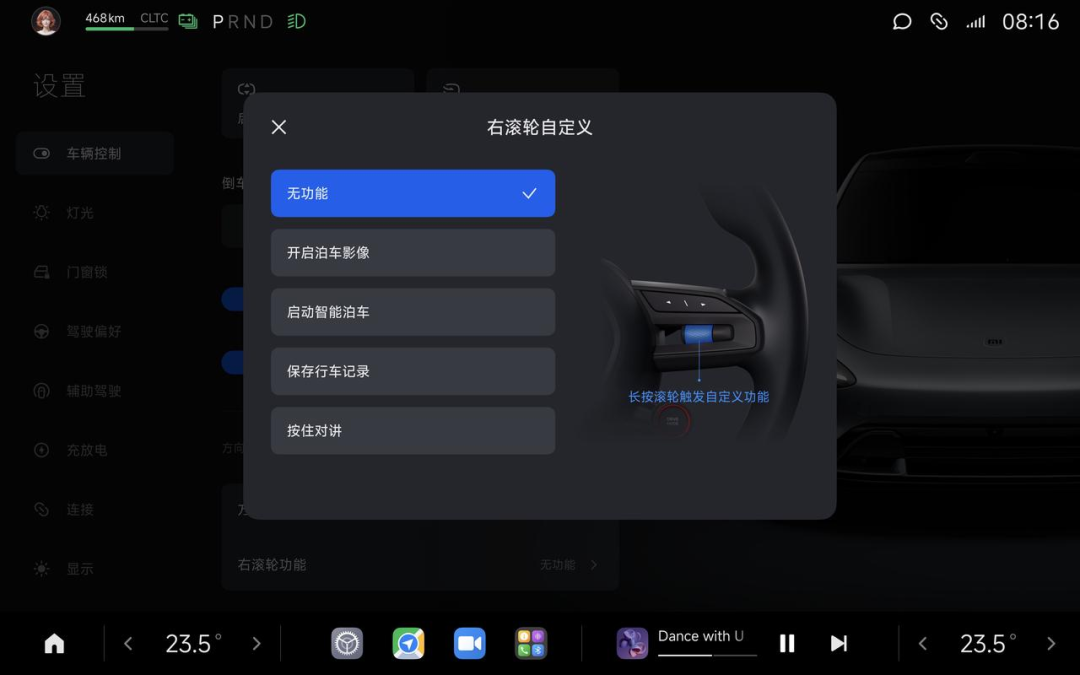 468km CLTC PRND 08:16
设置
车辆控制
灯光
门窗锁
驾驶偏好
辅助驾驶
充放电
连接
显示
倒车
方向
右滚轮自定义
无功能
开启泊车影像
启动智能泊车
保存行车记录
按住对讲
长按滚轮触发自定义功能
右滚轮功能 无功能
23.5° Dance with U 23.5°